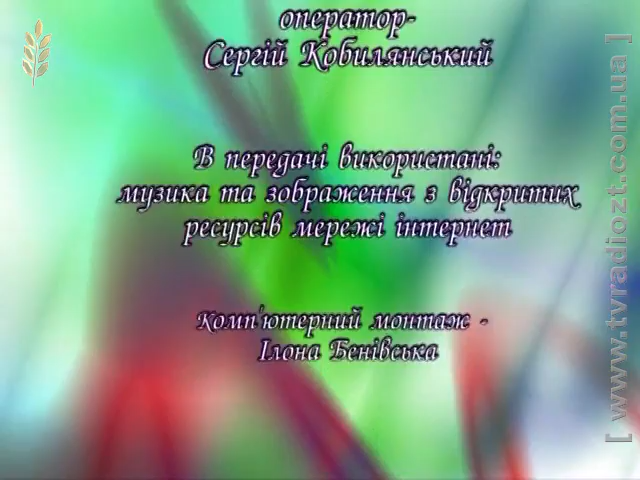 оператор-
Сергій Кобилянський
В передачі використані:
музика та зображення з відкритих
ресурсів мережі інтернет
Комп'ютерний монтаж -
Ілона Бенівська
[ www.tvradiozt.com.ua ]